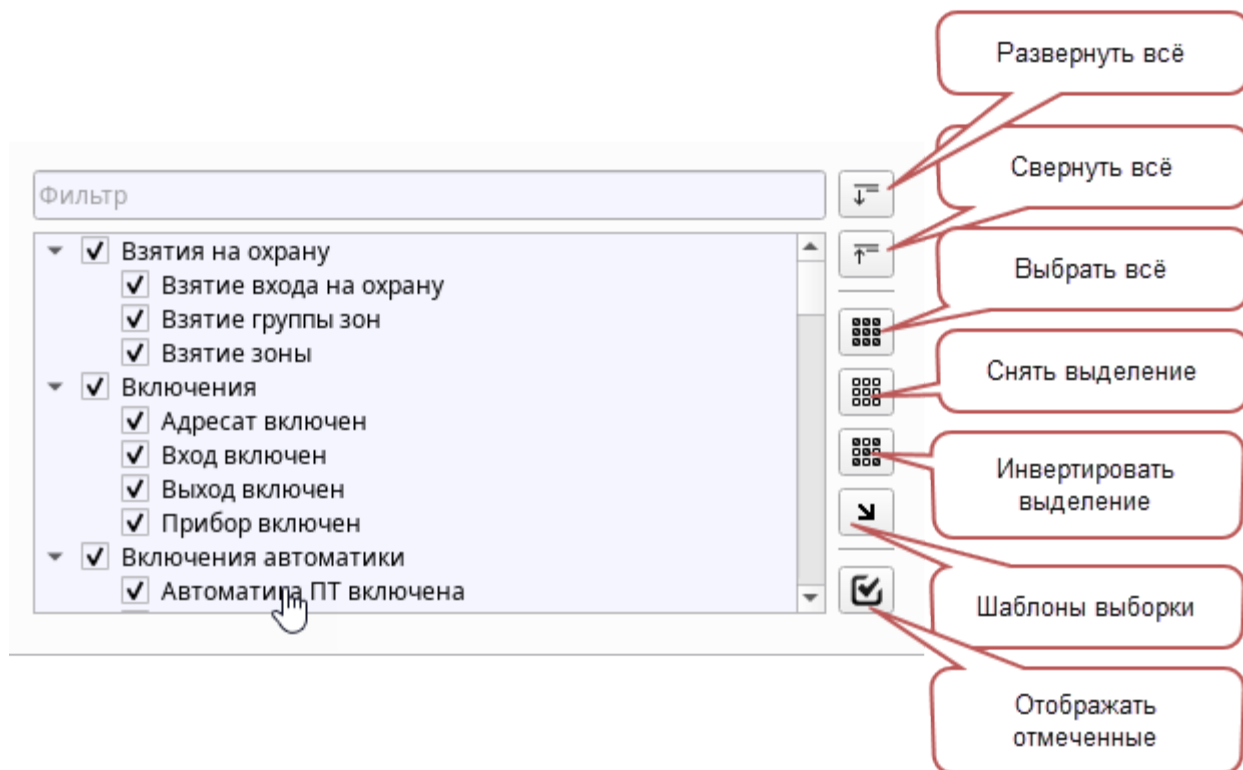 Развернуть всё
Свернуть всё
Фильтр
Взятия на охрану
Взятие входа на охрану
Взятие группы зон
Взятие зоны
Включения
Адресат включен
Вход включен
Выход включен
Прибор включен
Включения автоматики
Автоматика ПТ включена
Выбрать всё
Снять выделение
Инвертировать
выделение
Шаблоны выборки
Отображать
отмеченные